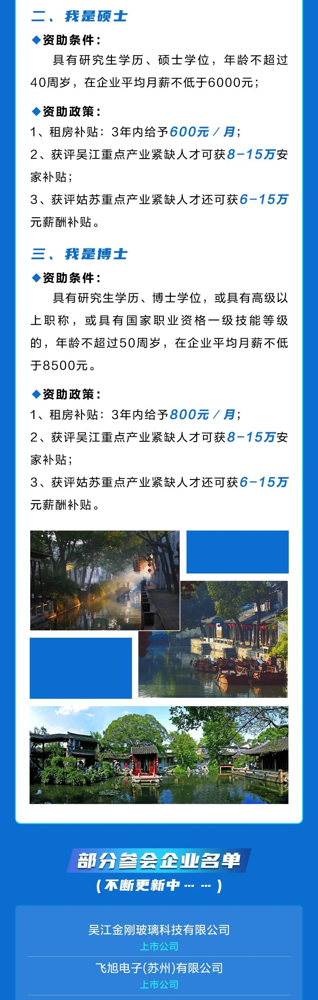 二、我是硕士
◆资助条件：
具有研究生学历、硕士学位，年龄不超过
40周岁，在企业平均月薪不低于6000元；
◆资助政策：
1、租房补贴：3年内给予600元/月；
2、获评吴江重点产业紧缺人才可获8-15万安
家补贴；
3、获评姑苏重点产业紧缺人才还可获6-15万
元薪酬补贴。
三、我是博士
◆资助条件：
具有研究生学历、博士学位，或具有高级以
上职称，或具有国家职业资格一级技能等级
的，年龄不超过50周岁，在企业平均月薪不低
于8500元。
◆资助政策：
1、租房补贴：3年内给予800元/月；
2、获评吴江重点产业紧缺人才可获8-15万安
家补贴；
3、获评姑苏重点产业紧缺人才还可获6-15万
元薪酬补贴。
部分参会企业名单
(不断更新中……)
吴江金刚玻璃科技有限公司
上市公司
飞旭电子(苏州)有限公司
上市公司